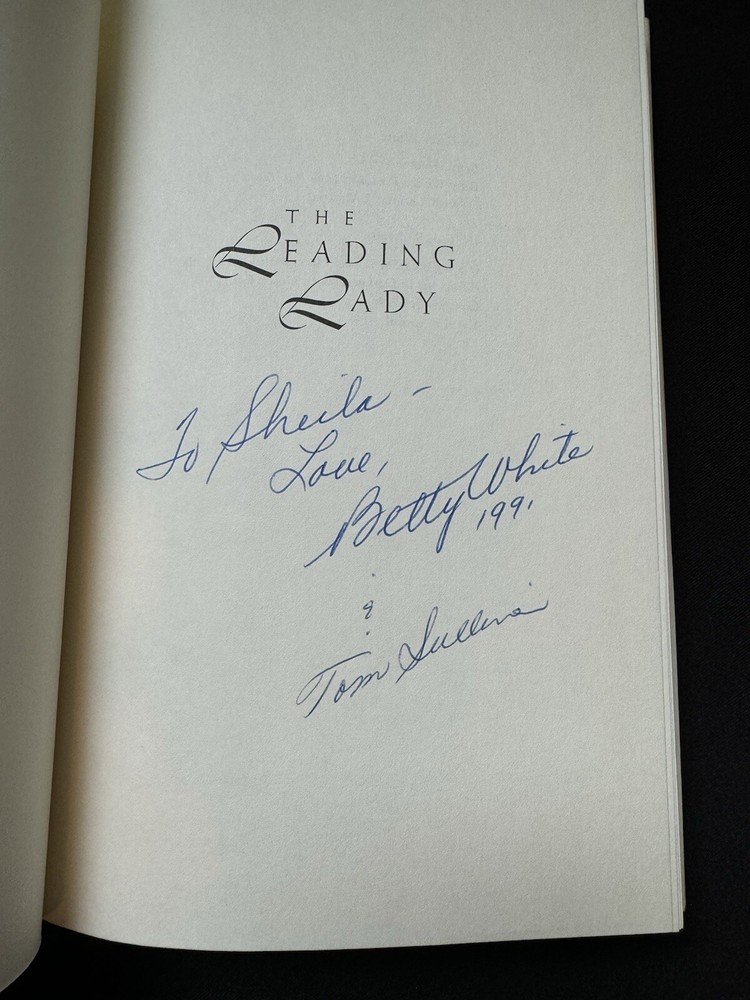 THE
LEADING
LADY
To Sheila -
Love,
Betty White
1991
&
Tom Sullivan